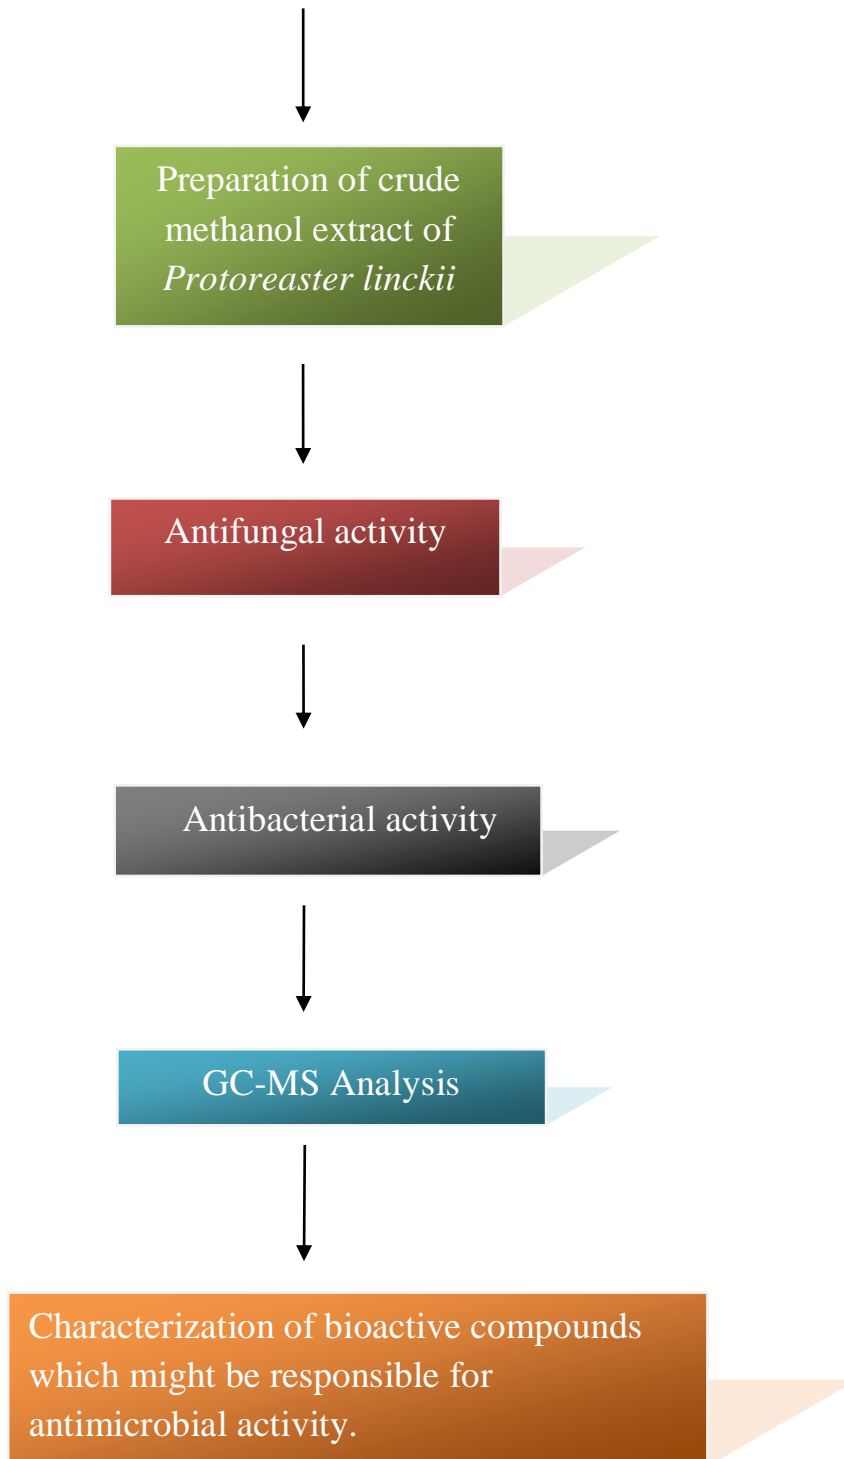 Preparation of crude
methanol extract of
Protoreaster linckii
Antifungal activity
Antibacterial activity
GC-MS Analysis
Characterization of bioactive compounds
which might be responsible for
antimicrobial activity.